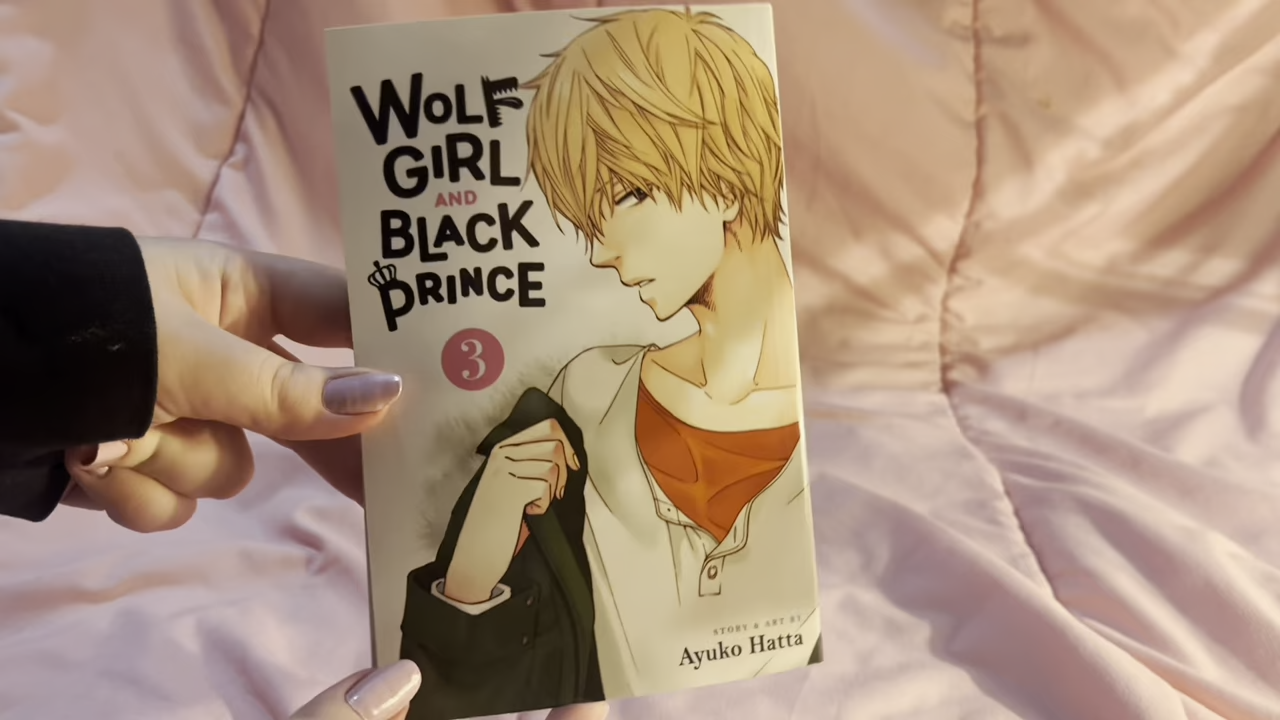 WOLF
GIRL
AND
BLACK
PRINCE
3
STORY & ART BY
Ayuko Hatta